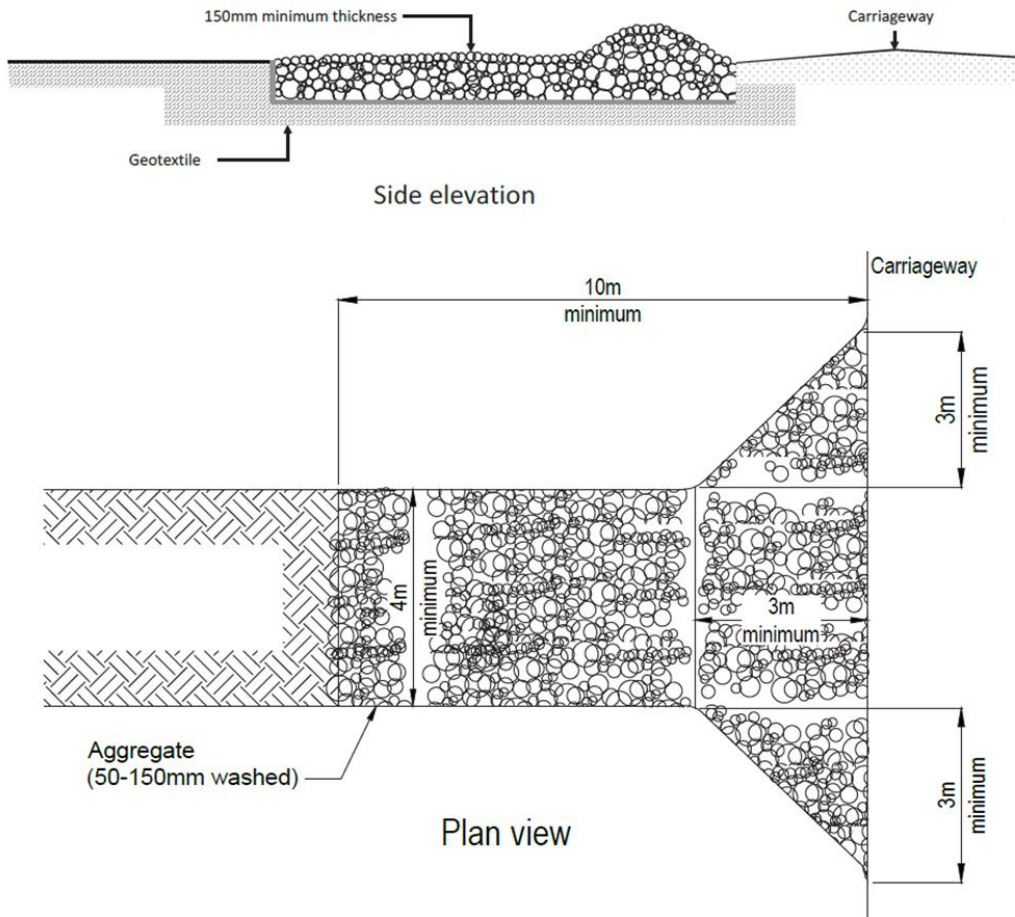 150mm minimum thickness
Carriageway
Geotextile
Side elevation
Carriageway
10m
minimum
3m
minimum
4m
minimum
3m
minimum
Aggregate
(50-150mm washed)
3m
minimum
Plan view